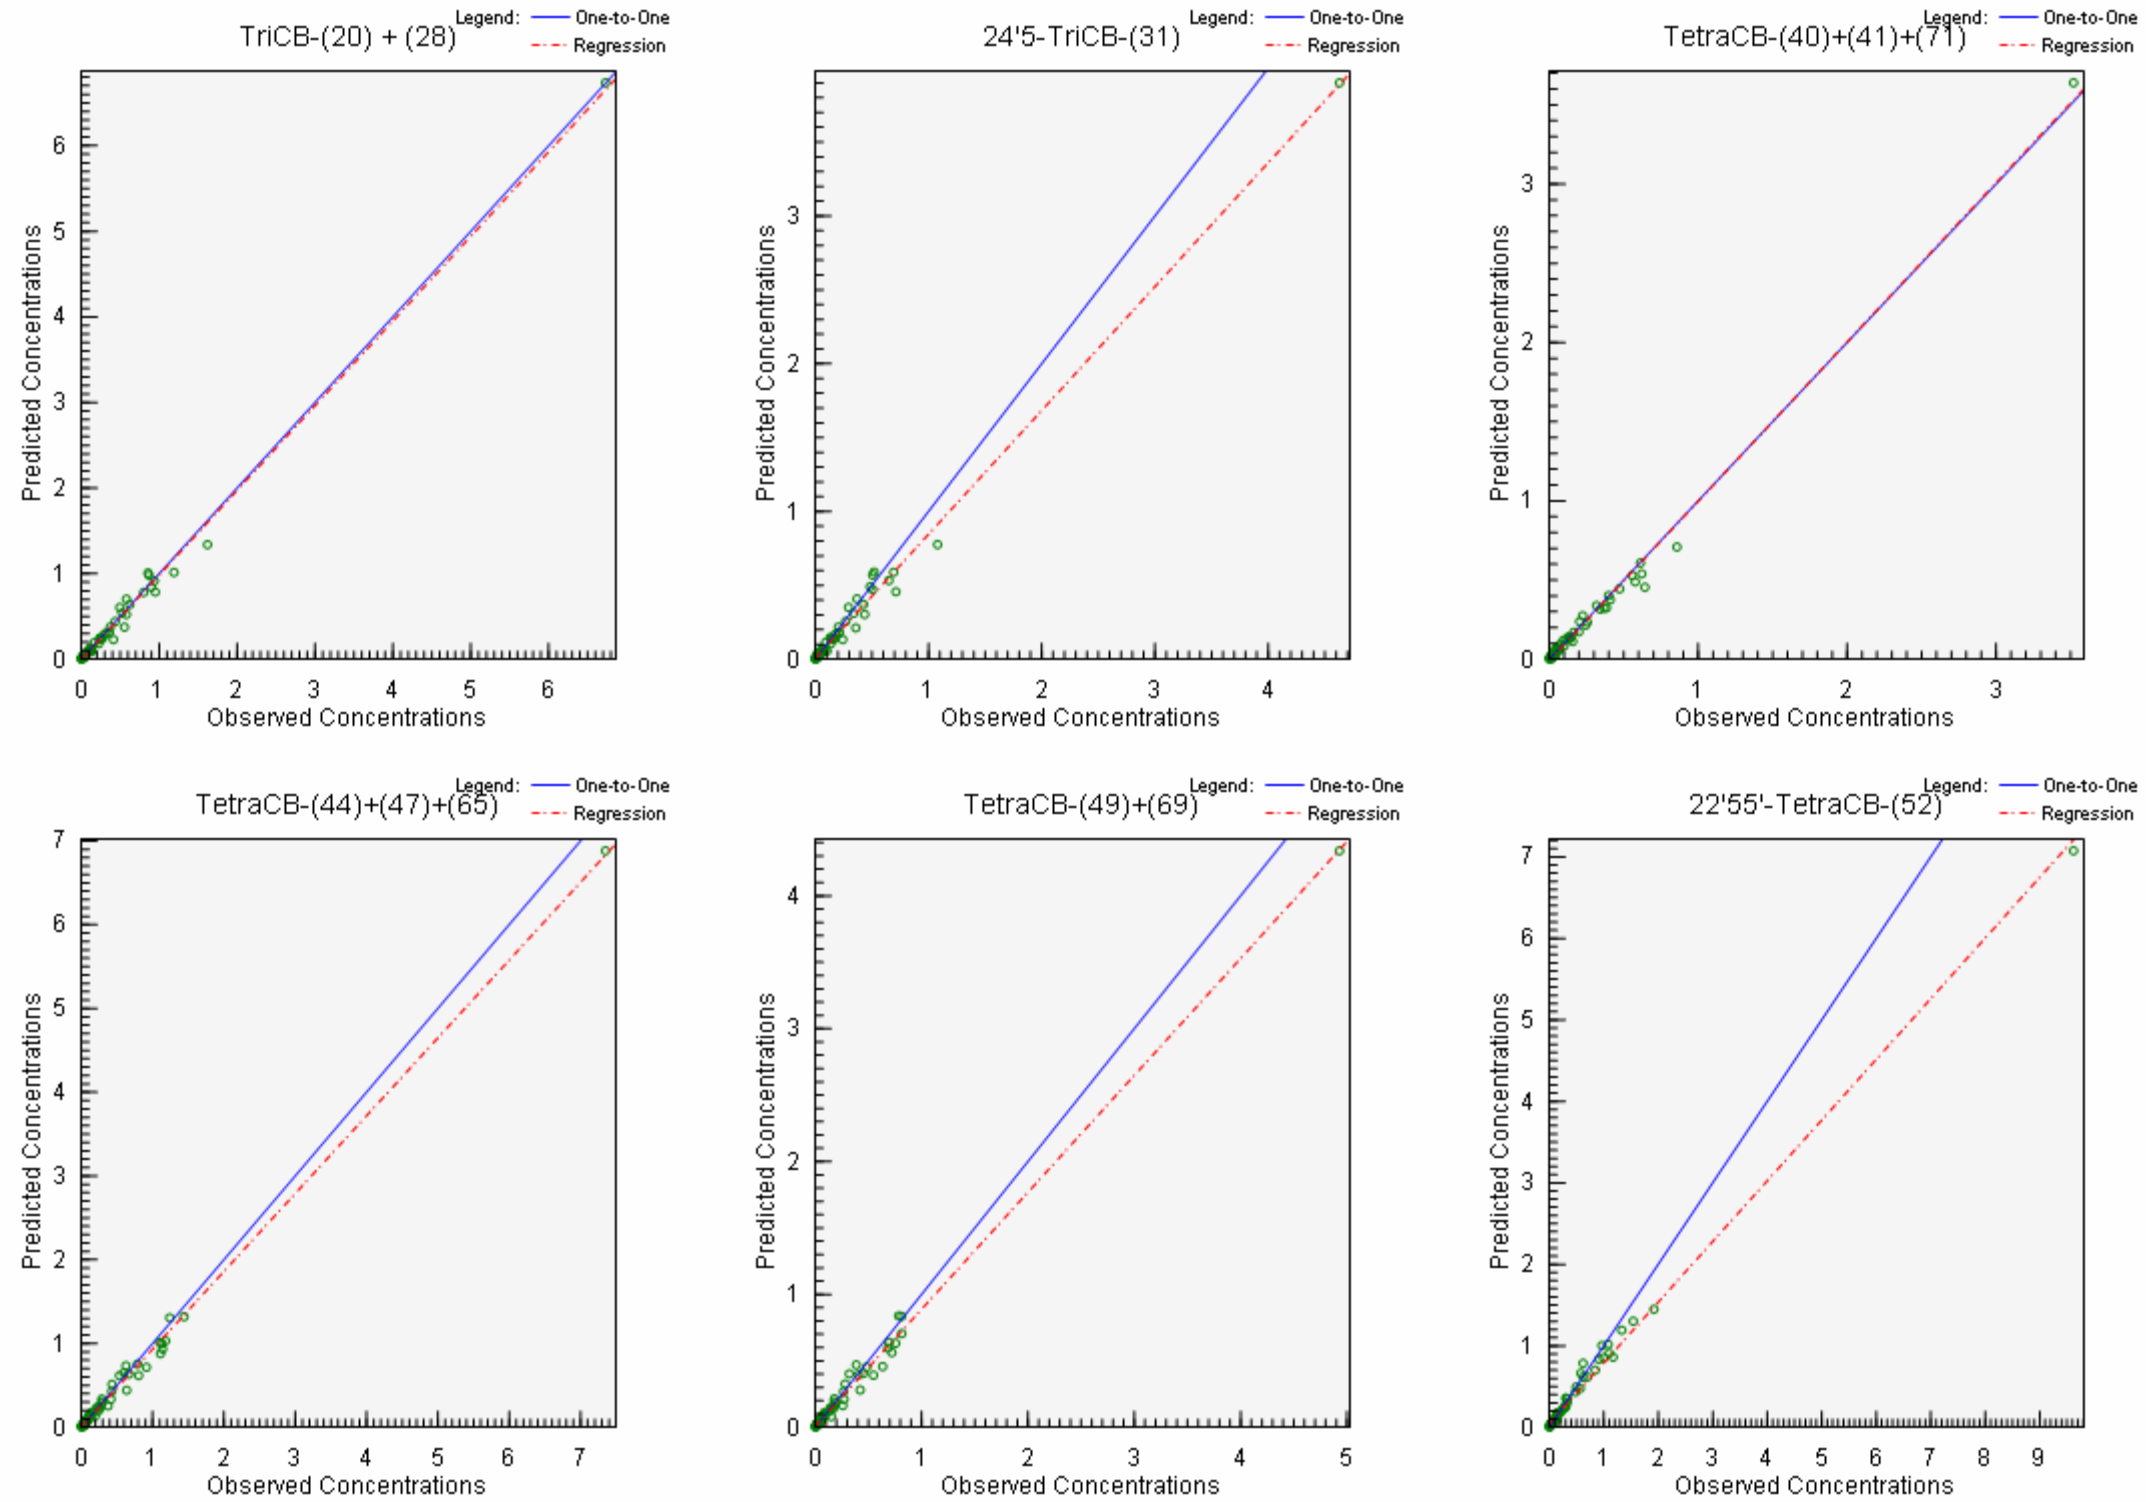 Legend: One-to-One
TriCB-(20) + (28)
Regression
Predicted Concentrations
6
5
4
3
2
1
0
0 1 2 3 4 5 6
Observed Concentrations
Legend: One-to-One
24'5-TriCB-(31)
Regression
Predicted Concentrations
3
2
1
0
0 1 2 3 4
Observed Concentrations
Legend: One-to-One
TetraCB-(40)+(41)+(71)
Regression
Predicted Concentrations
3
2
1
0
0 1 2 3
Observed Concentrations
Legend: One-to-One
TetraCB-(44)+(47)+(65)
Regression
Predicted Concentrations
7
6
5
4
3
2
1
0
0 1 2 3 4 5 6 7
Observed Concentrations
Legend: One-to-One
TetraCB-(49)+(69)
Regression
Predicted Concentrations
4
3
2
1
0
0 1 2 3 4 5
Observed Concentrations
Legend: One-to-One
22'55'-TetraCB-(52)
Regression
Predicted Concentrations
7
6
5
4
3
2
1
0
0 1 2 3 4 5 6 7 8 9
Observed Concentrations